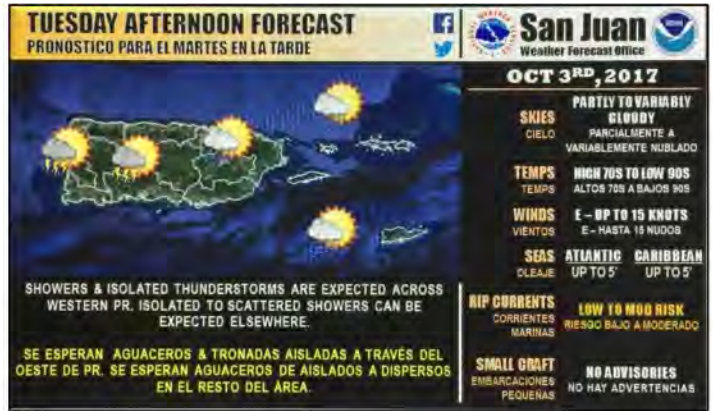 TUESDAY AFTERNOON FORECAST
PRONÓSTICO PARA EL MARTES EN LA TARDE
San Juan
Weather Forecast Office
OCT 3RD, 2017
SKIES
CIELO
PARTLY TO VARIABLY
CLOUDY
PARCIALMENTE A
VARIABLEMENTE NUBLADO
TEMPS
TEMPS
HIGH 70S TO LOW 90S
ALTOS 70S A BAJOS 90S
WINDS
VIENTOS
E – UP TO 15 KNOTS
E – HASTA 15 NUDOS
SEAS
OLEAJE
ATLANTIC CARIBBEAN
UP TO 5' UP TO 5'
RIP CURRENTS
CORRIENTES
MARINAS
LOW TO MOD RISK
RIESGO BAJO A MODERADO
SMALL CRAFT
EMBARCACIONES
PEQUEÑAS
NO ADVISORIES
NO HAY ADVERTENCIAS
SHOWERS & ISOLATED THUNDERSTORMS ARE EXPECTED ACROSS
WESTERN PR. ISOLATED TO SCATTERED SHOWERS CAN BE
EXPECTED ELSEWHERE.
SE ESPERAN AGUACEROS & TRONADAS AISLADAS A TRAVÉS DEL
OESTE DE PR. SE ESPERAN AGUACEROS DE AISLADOS A DISPERSOS
EN EL RESTO DEL ÁREA.